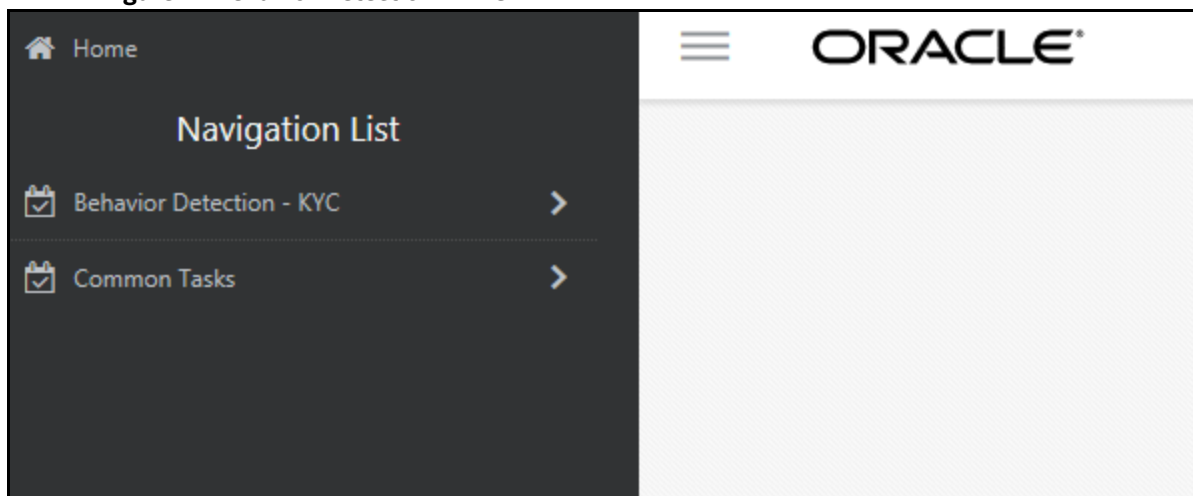 Home
ORACLE
Navigation List
Behavior Detection - KYC
Common Tasks